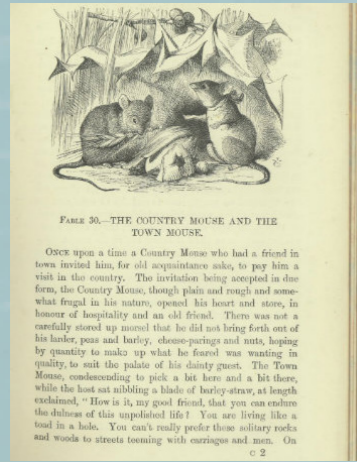 FABLE 30.—THE COUNTRY MOUSE AND THE
TOWN MOUSE.
ONCE upon a time a Country Mouse who had a friend in
town invited him, for old acquaintance sake, to pay him a
visit in the country. The invitation being accepted in due
form, the Country Mouse, though plain and rough and some-
what frugal in his nature, opened his heart and store, in
honour of hospitality and an old friend. There was not a
carefully stored up morsel that he did not bring forth out of
his larder, peas and barley, cheese-parings and nuts, hoping
by quantity to make up what he feared was wanting in
quality, to suit the palate of his dainty guest. The Town
Mouse, condescending to pick a bit here and a bit there,
while the host sat nibbling a blade of barley-straw, at length
exclaimed, "How is it, my good friend, that you can endure
the dulness of this unpolished life? You are living like a
toad in a hole. You can't really prefer these solitary rocks
and woods to streets teeming with carriages and men. On
C 2